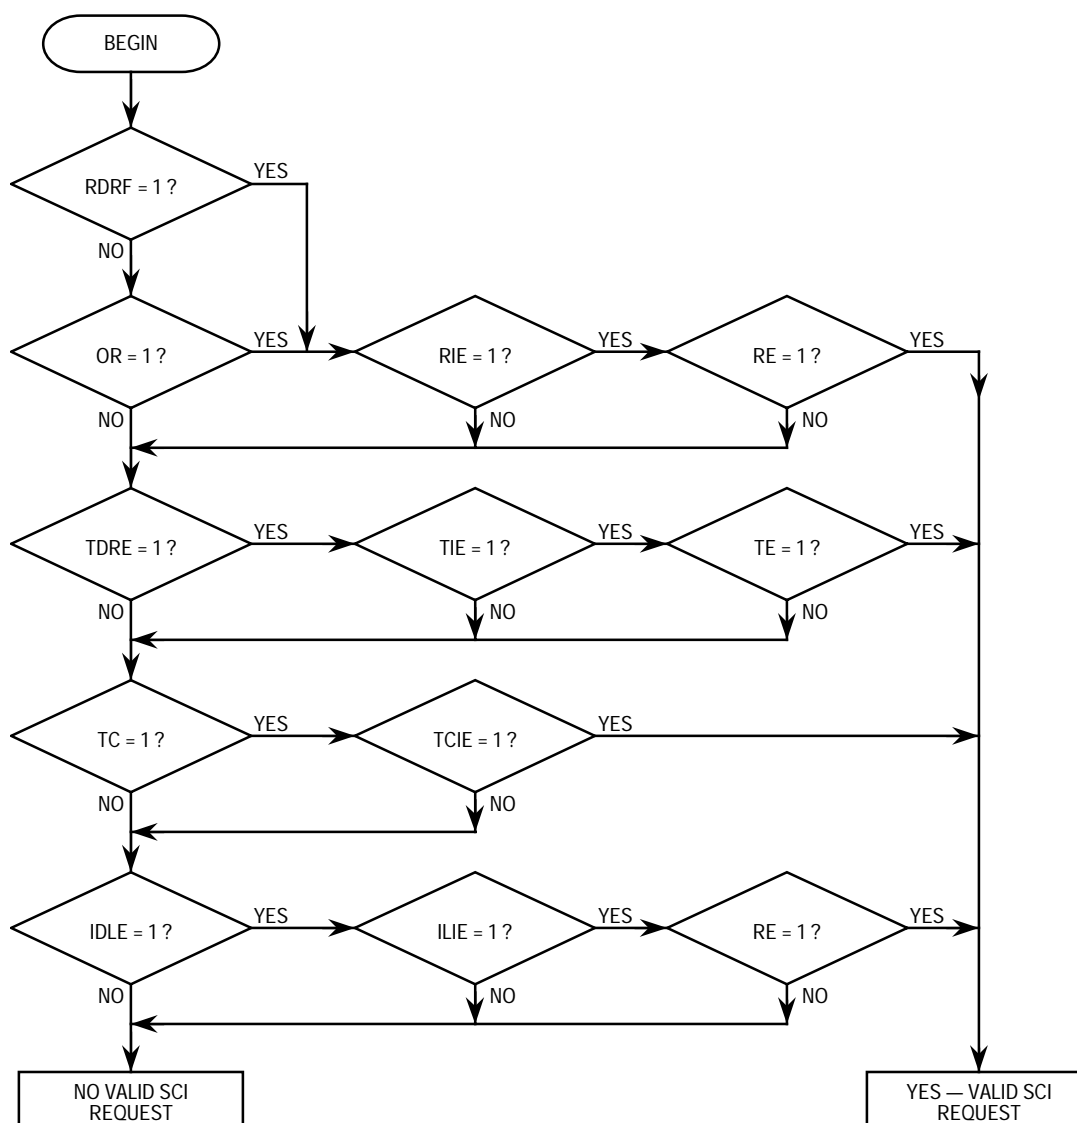 BEGIN
RDRF = 1 ?
YES
NO
OR = 1 ?
YES
RIE = 1 ?
YES
RE = 1 ?
YES
NO
NO
NO
TDRE = 1 ?
YES
TIE = 1 ?
YES
TE = 1 ?
YES
NO
NO
NO
TC = 1 ?
YES
TCIE = 1 ?
YES
NO
NO
IDLE = 1 ?
YES
ILIE = 1 ?
YES
RE = 1 ?
YES
NO
NO
NO
NO VALID SCI
REQUEST
YES — VALID SCI
REQUEST